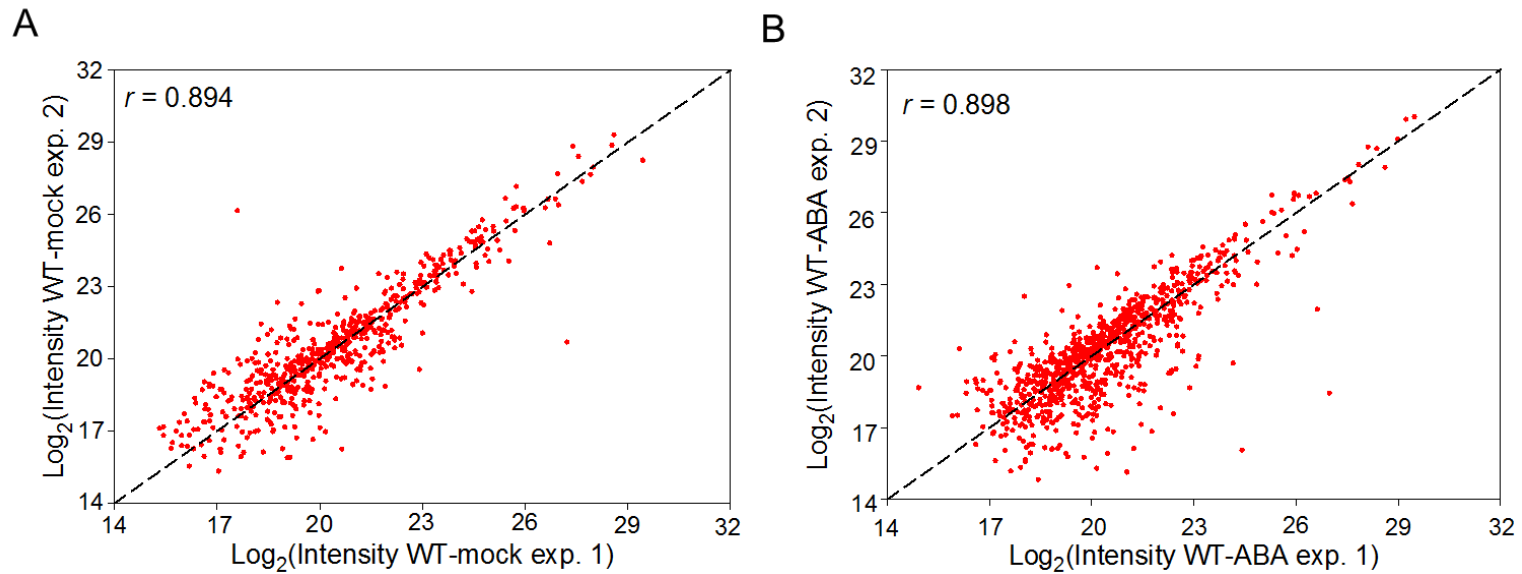 A
32
29
26
23
20
17
14
r = 0.894
Log₂(Intensity WT-mock exp. 2)
14 17 20 23 26 29 32
Log₂(Intensity WT-mock exp. 1)
B
32
29
26
23
20
17
14
r = 0.898
Log₂(Intensity WT-ABA exp. 2)
14 17 20 23 26 29 32
Log₂(Intensity WT-ABA exp. 1)